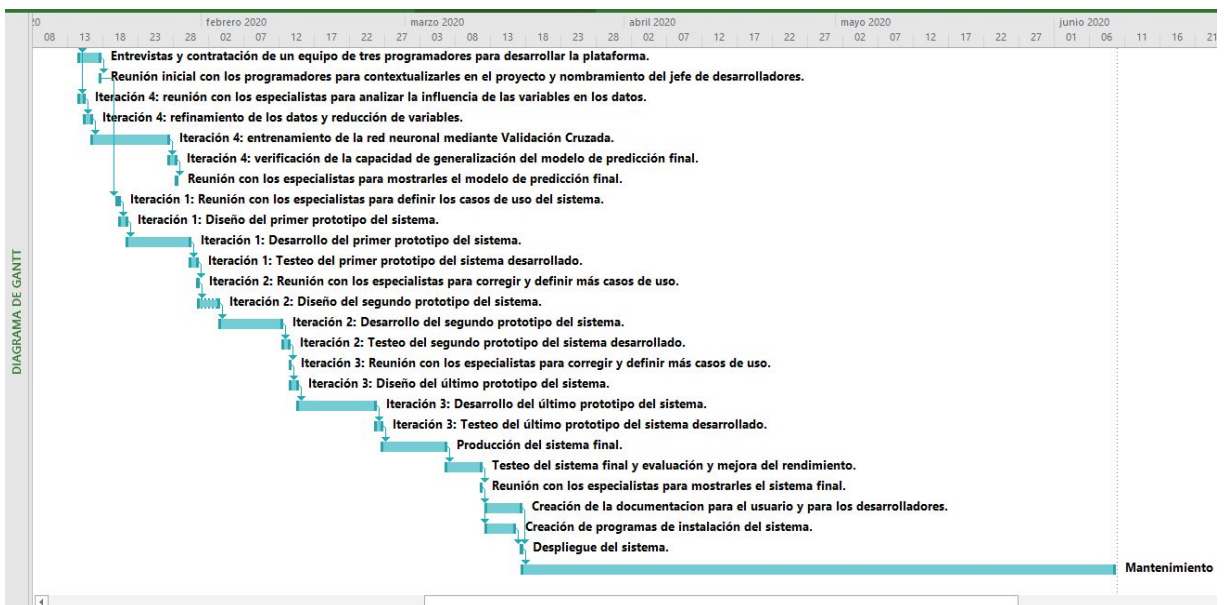 20 febrero 2020 marzo 2020 abril 2020 mayo 2020 junio 2020
08 13 18 23 28 02 07 12 17 22 27 03 08 13 18 23 28 02 07 12 17 22 27 02 07 12 17 22 27 01 06 11 16 21
Entrevistas y contratación de un equipo de tres programadores para desarrollar la plataforma.
Reunión inicial con los programadores para contextualizarles en el proyecto y nombramiento del jefe de desarrolladores.
Iteración 4: reunión con los especialistas para analizar la influencia de las variables en los datos.
Iteración 4: refinamiento de los datos y reducción de variables.
Iteración 4: entrenamiento de la red neuronal mediante Validación Cruzada.
Iteración 4: verificación de la capacidad de generalización del modelo de predicción final.
Reunión con los especialistas para mostrarles el modelo de predicción final.
Iteración 1: Reunión con los especialistas para definir los casos de uso del sistema.
Iteración 1: Diseño del primer prototipo del sistema.
Iteración 1: Desarrollo del primer prototipo del sistema.
Iteración 1: Testeo del primer prototipo del sistema desarrollado.
Iteración 2: Reunión con los especialistas para corregir y definir más casos de uso.
Iteración 2: Diseño del segundo prototipo del sistema.
Iteración 2: Desarrollo del segundo prototipo del sistema.
Iteración 2: Testeo del segundo prototipo del sistema desarrollado.
Iteración 3: Reunión con los especialistas para corregir y definir más casos de uso.
Iteración 3: Diseño del último prototipo del sistema.
Iteración 3: Desarrollo del último prototipo del sistema.
Iteración 3: Testeo del último prototipo del sistema desarrollado.
Producción del sistema final.
Testeo del sistema final y evaluación y mejora del rendimiento.
Reunión con los especialistas para mostrarles el sistema final.
Creación de la documentacion para el usuario y para los desarrolladores.
Creación de programas de instalación del sistema.
Despliegue del sistema.
Mantenimiento
DIAGRAMA DE GANTT